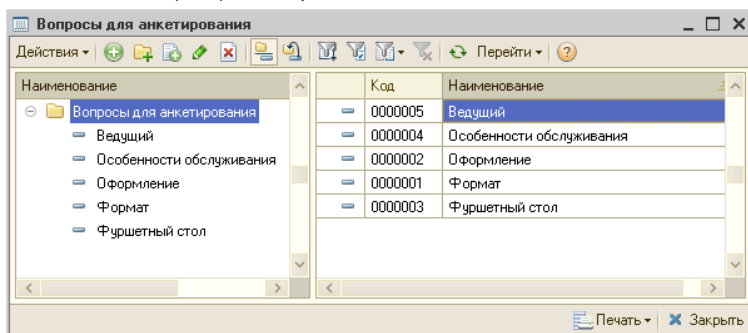 Вопросы для анкетирования
Действия Перейти
Наименование
Вопросы для анкетирования
Ведущий
Особенности обслуживания
Оформление
Формат
Фуршетный стол
Код Наименование
0000005 Ведущий
0000004 Особенности обслуживания
0000002 Оформление
0000001 Формат
0000003 Фуршетный стол
Печать Закрыть